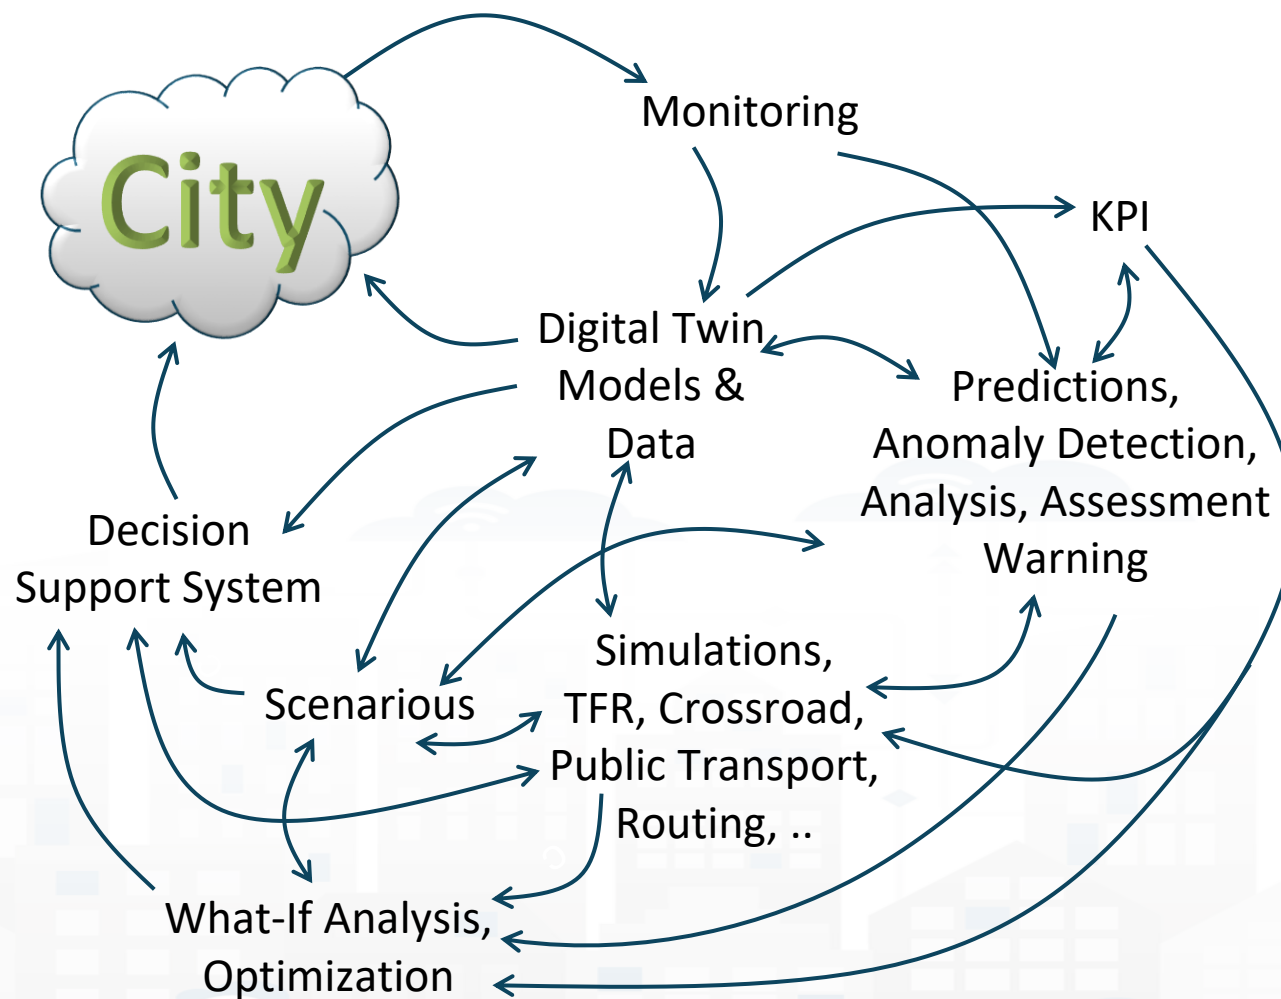 City
Monitoring
KPI
Digital Twin
Models &
Data
Predictions,
Anomaly Detection,
Analysis, Assessment
Warning
Decision
Support System
Scenarious
Simulations,
TFR, Crossroad,
Public Transport,
Routing, ..
What-If Analysis,
Optimization